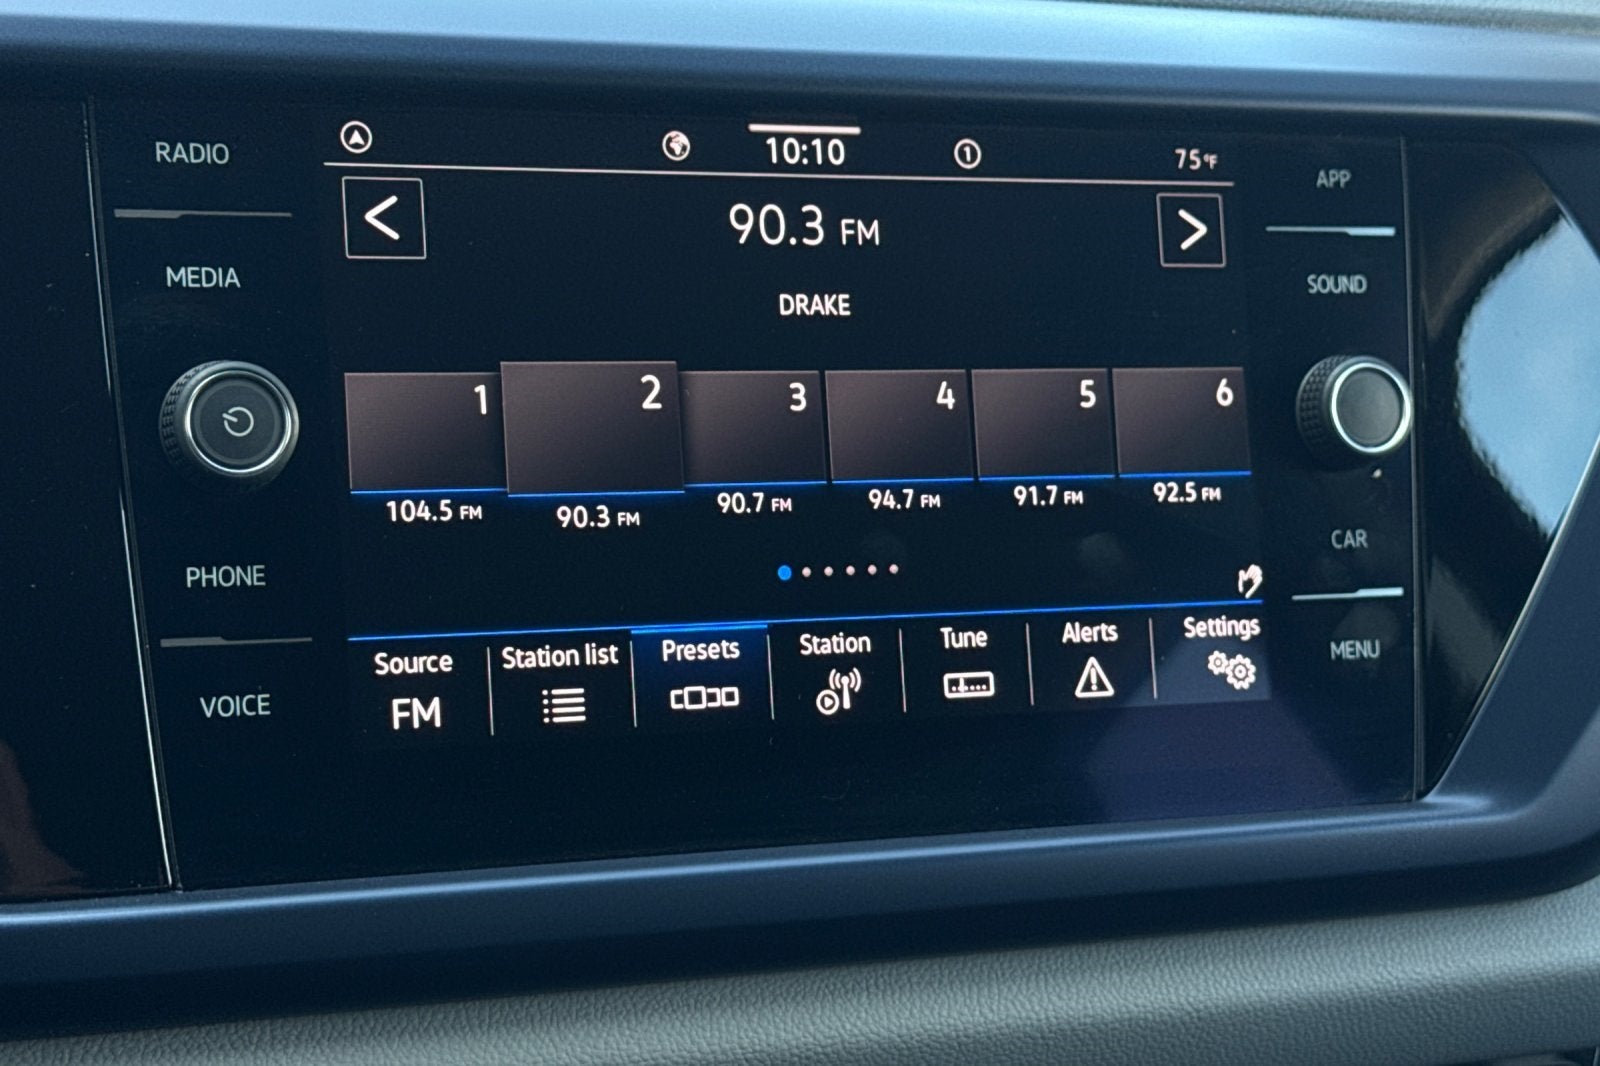 RADIO
MEDIA
PHONE
VOICE
10:10
1
75°F
90.3 FM
DRAKE
1 2 3 4 5 6
104.5 FM 90.3 FM 90.7 FM 94.7 FM 91.7 FM 92.5 FM
Source Station list Presets Station Tune Alerts Settings
FM
APP
SOUND
CAR
MENU